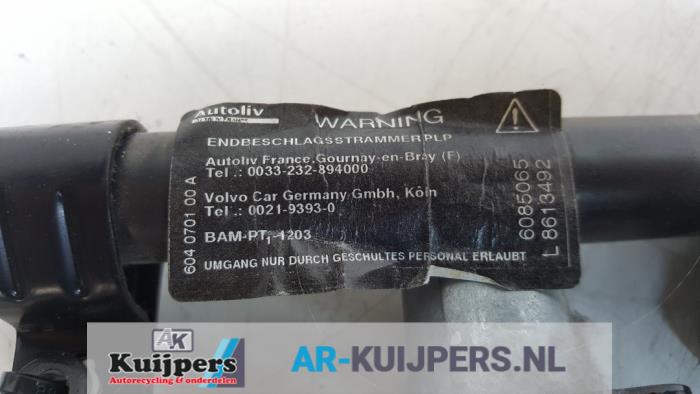 Autoliv
WARNING
ENDBESCHLAGSSTRAMMER PLP
Autoliv France, Gournay-en-Bray (F)
Tel .: 0033-232-894000
Volvo Car Germany Gmbh, Köln
Tel .: 0021-9393-0
BAM-PT₁-1203
UMGANG NUR DURCH GESCHULTES PERSONAL ERLAUBT
604 0701 00 A
6085065
L 8613492
AK
Kuijpers
Autorecycling & onderdelen
AR-KUIJPERS.NL